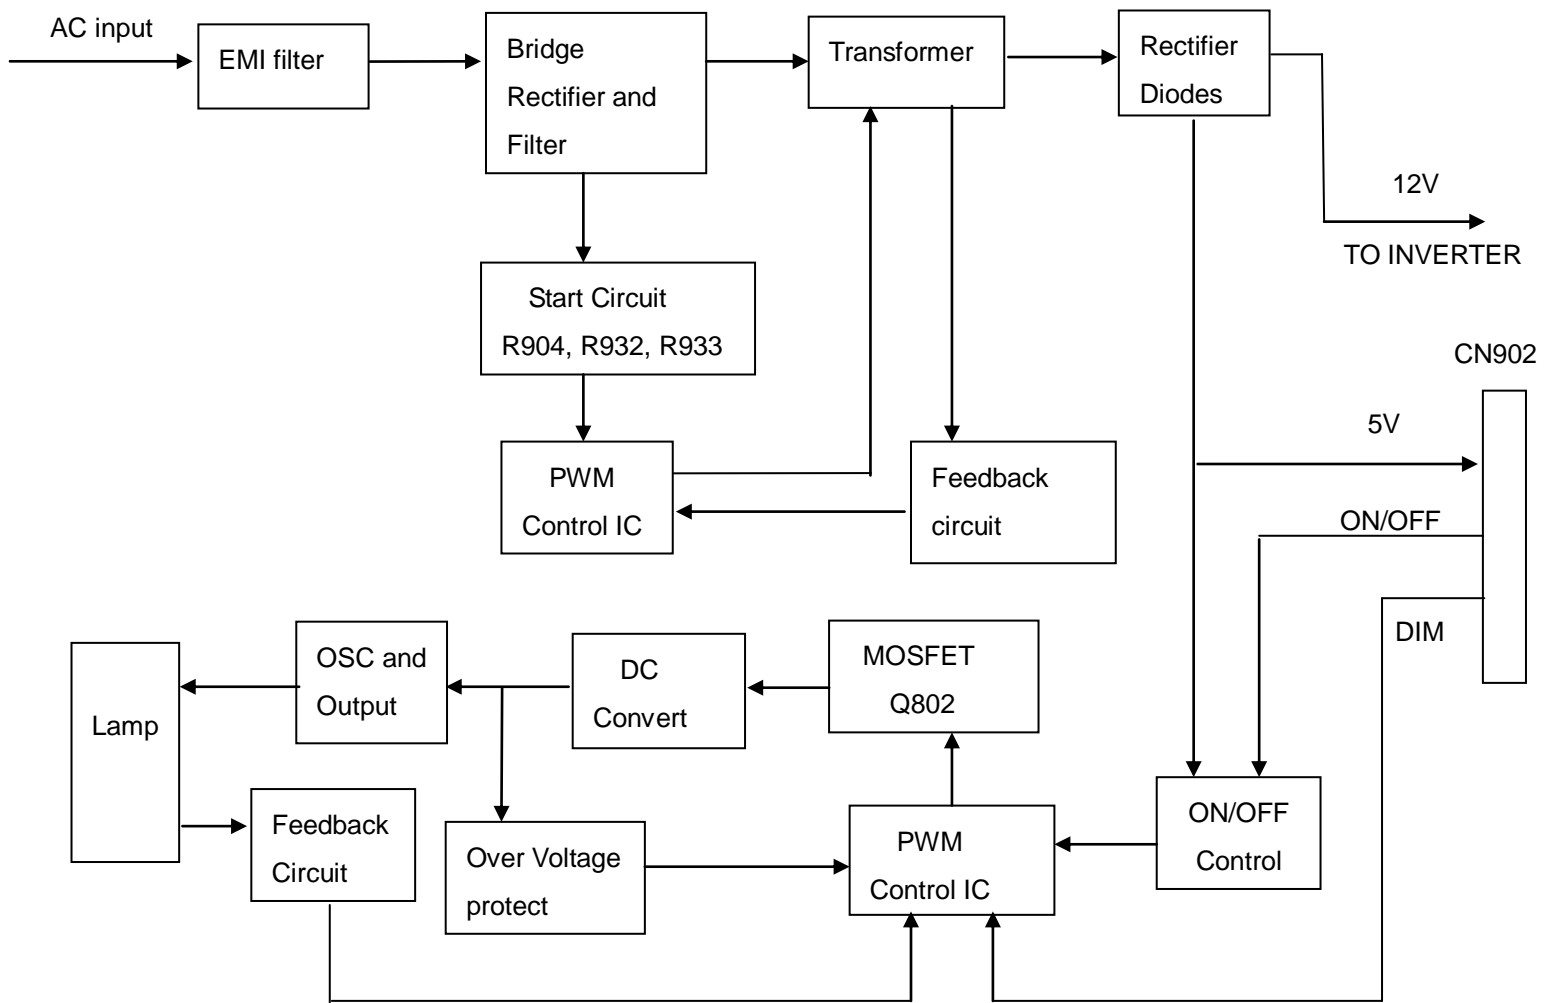 AC input
EMI filter
Bridge
Rectifier and
Filter
Transformer
Rectifier
Diodes
12V
TO INVERTER
Start Circuit
R904, R932, R933
CN902
5V
PWM
Control IC
Feedback
circuit
ON/OFF
DIM
Lamp
OSC and
Output
DC
Convert
MOSFET
Q802
Feedback
Circuit
Over Voltage
protect
PWM
Control IC
ON/OFF
Control